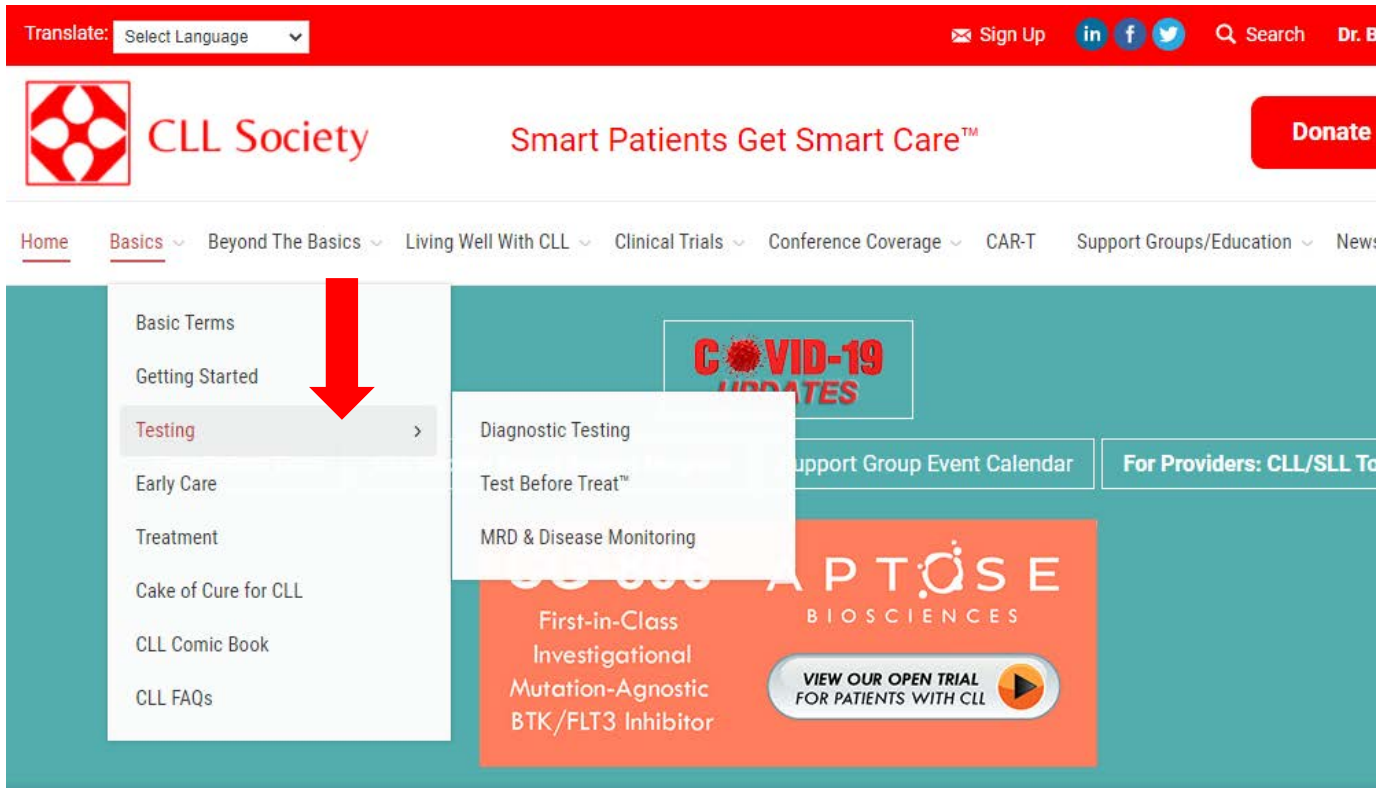 Translate: Select Language
Sign Up
in f
Search
Dr. B
CLL Society
Smart Patients Get Smart Care™
Donate
Home Basics Beyond The Basics Living Well With CLL Clinical Trials Conference Coverage CAR-T Support Groups/Education News
Basic Terms
Getting Started
Testing
Early Care
Treatment
Cake of Cure for CLL
CLL Comic Book
CLL FAQs
Diagnostic Testing
Test Before Treat™
MRD & Disease Monitoring
COVID-19
UPDATES
upport Group Event Calendar
For Providers: CLL/SLL To
First-in-Class
Investigational
Mutation-Agnostic
BTK/FLT3 Inhibitor
APTOSE
BIOSCIENCES
VIEW OUR OPEN TRIAL
FOR PATIENTS WITH CLL